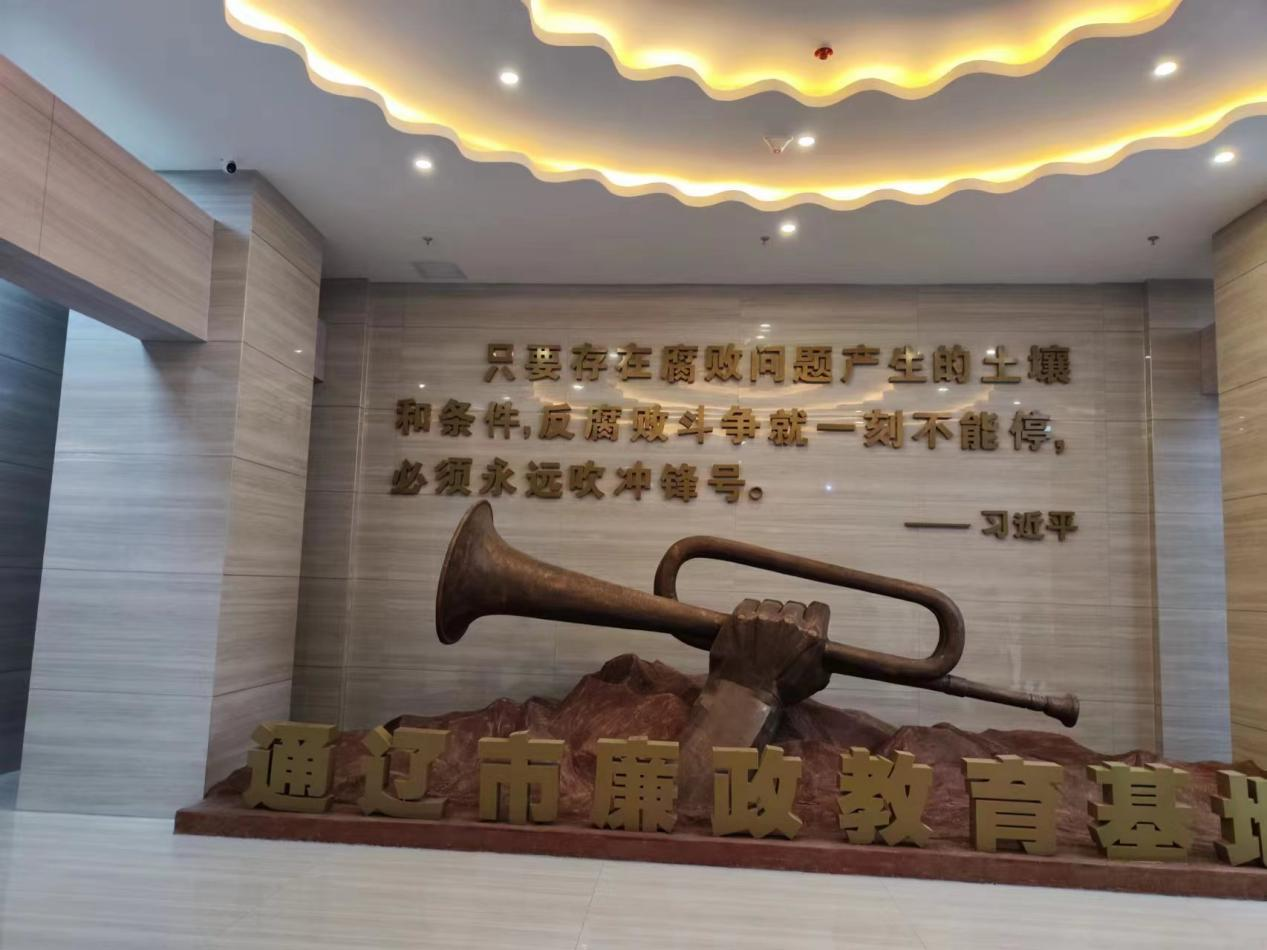 只要存在腐败问题产生的土壤
和条件,反腐败斗争就一刻不能停,
必须永远吹冲锋号。
——习近平
通辽市廉政教育基地